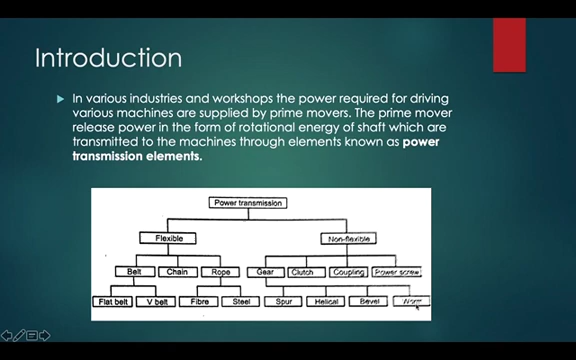 Introduction
In various industries and workshops the power required for driving
various machines are supplied by prime movers. The prime mover
release power in the form of rotational energy of shaft which are
transmitted to the machines through elements known as power
transmission elements.
Power transmission
Flexible Non-flexible
Belt Chain Rope Gear Clutch Coupling Power screw
Flat belt V belt Fibre Steel Spur Helical Bevel Worm